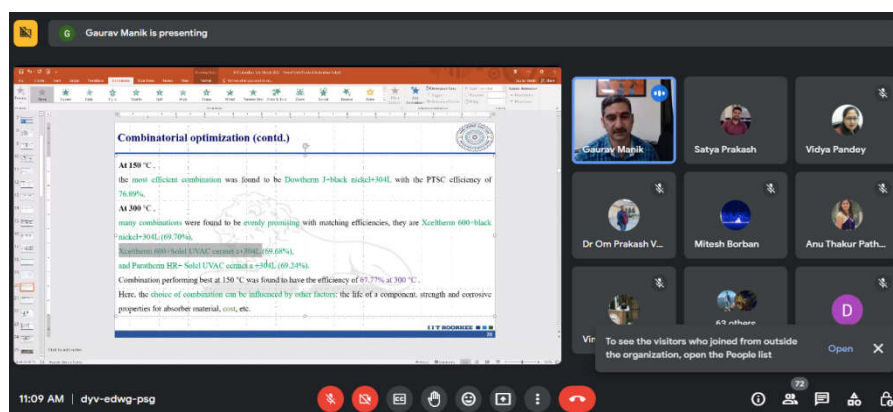 G Gaurav Manik is presenting
Combinatorial optimization (contd.)
At 150 °C,
the most efficient combination was found to be Dowtherm J+black nickel+304L with the PTSC efficiency of
76.89%.
At 300 °C,
many combinations were found to be evenly promising with matching efficiencies, they are Xceltherm 600+black
nickel+304L (69.70%),
Xceltherm 600+Solel UVAC cermet a+304L (69.68%),
and Paratherm HR+ Solel UVAC cermet a +304L (69.24%).
Combination performing best at 150 °C was found to have the efficiency of 67.77% at 300 °C.
Here, the choice of combination can be influenced by other factors: the life of a component, strength and corrosive
properties for absorber material, cost, etc.
IIT ROORKEE
Gaurav Manik
Satya Prakash
Vidya Pandey
Dr Om Prakash V...
Mitesh Borban
Anu Thakur Path...
Vin
63 others
D
To see the visitors who joined from outside
the organization, open the People list
Open
11:09 AM | dyv-edwg-psg
CC
72